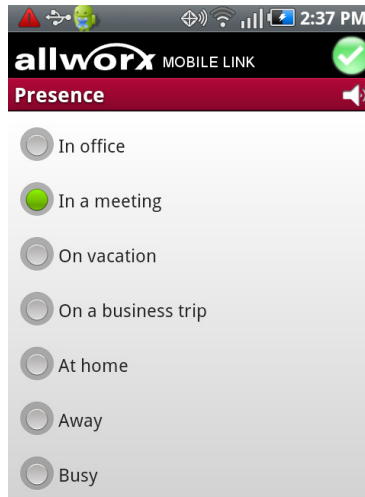 2:37 PM
allworx MOBILE LINK
Presence
In office
In a meeting
On vacation
On a business trip
At home
Away
Busy